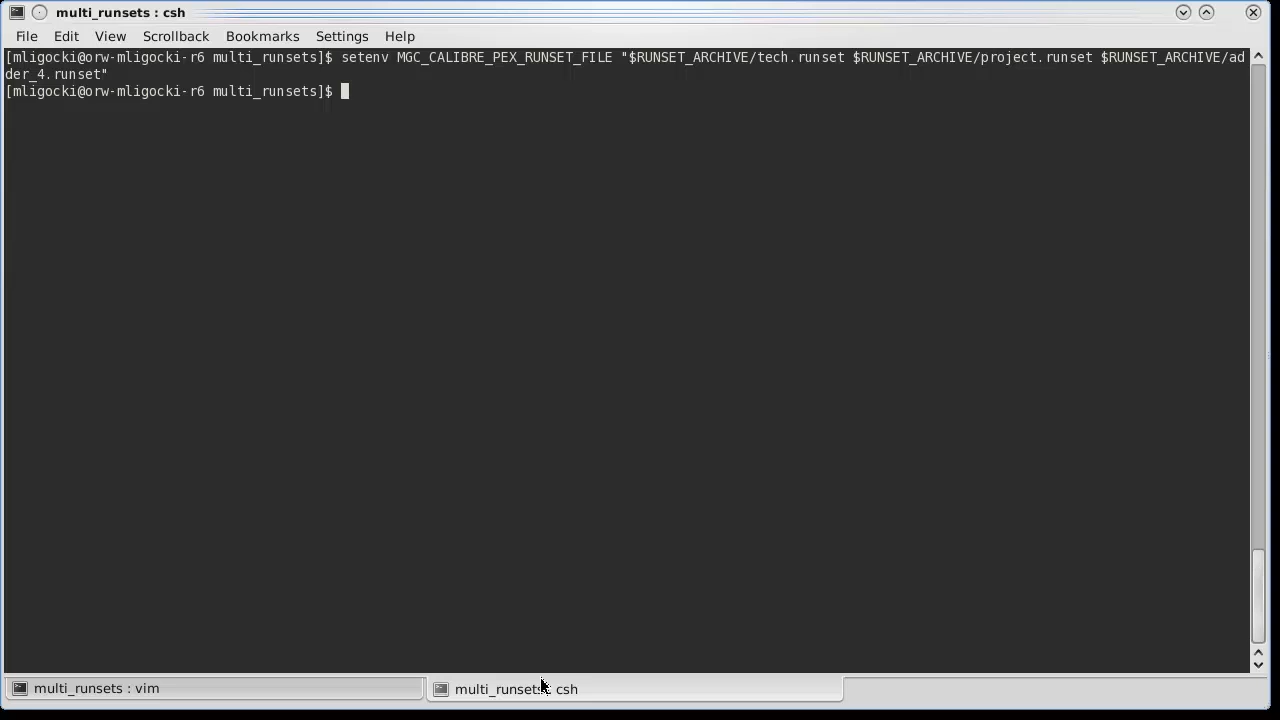 multi_runsets : csh
File Edit View Scrollback Bookmarks Settings Help
[mligocki@orw-mligocki-r6 multi_runsets]$ setenv MGC_CALIBRE_PEX_RUNSET_FILE "$RUNSET_ARCHIVE/tech.runset $RUNSET_ARCHIVE/project.runset $RUNSET_ARCHIVE/ad
der_4.runset"
[mligocki@orw-mligocki-r6 multi_runsets]$
multi_runsets : vim
multi_runsets : csh